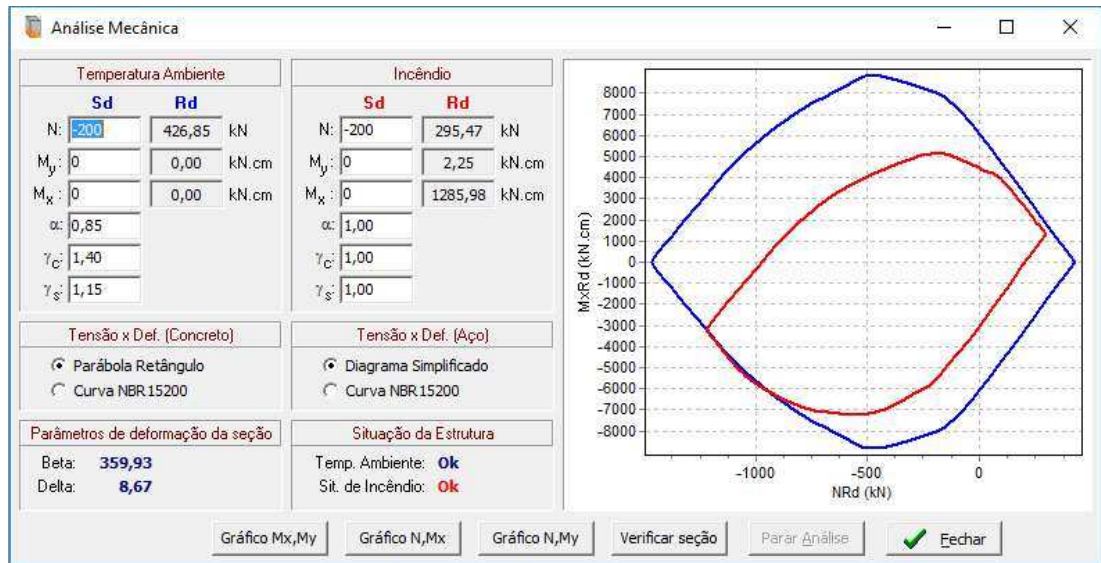 Análise Mecânica
Temperatura Ambiente
Sd Rd
N: -200 426,85 kN
My: 0 0,00 kN.cm
Mx: 0 0,00 kN.cm
α: 0,85
γc: 1,40
γs: 1,15
Incêndio
Sd Rd
N: -200 295,47 kN
My: 0 2,25 kN.cm
Mx: 0 1285,98 kN.cm
α: 1,00
γc: 1,00
γs: 1,00
Tensão x Def. (Concreto)
Parábola Retângulo
Curva NBR15200
Tensão x Def. (Aço)
Diagrama Simplificado
Curva NBR15200
Parâmetros de deformação da seção
Beta: 359,93
Delta: 8,67
Situação da Estrutura
Temp. Ambiente: Ok
Sit. de Incêndio: Ok
MxRd (kN.cm)
8000
7000
6000
5000
4000
3000
2000
1000
0
-1000
-2000
-3000
-4000
-5000
-6000
-7000
-8000
-1000 -500 0
NRd (kN)
Gráfico Mx,My Gráfico N,Mx Gráfico N,My Verificar seção Parar Análise Fechar